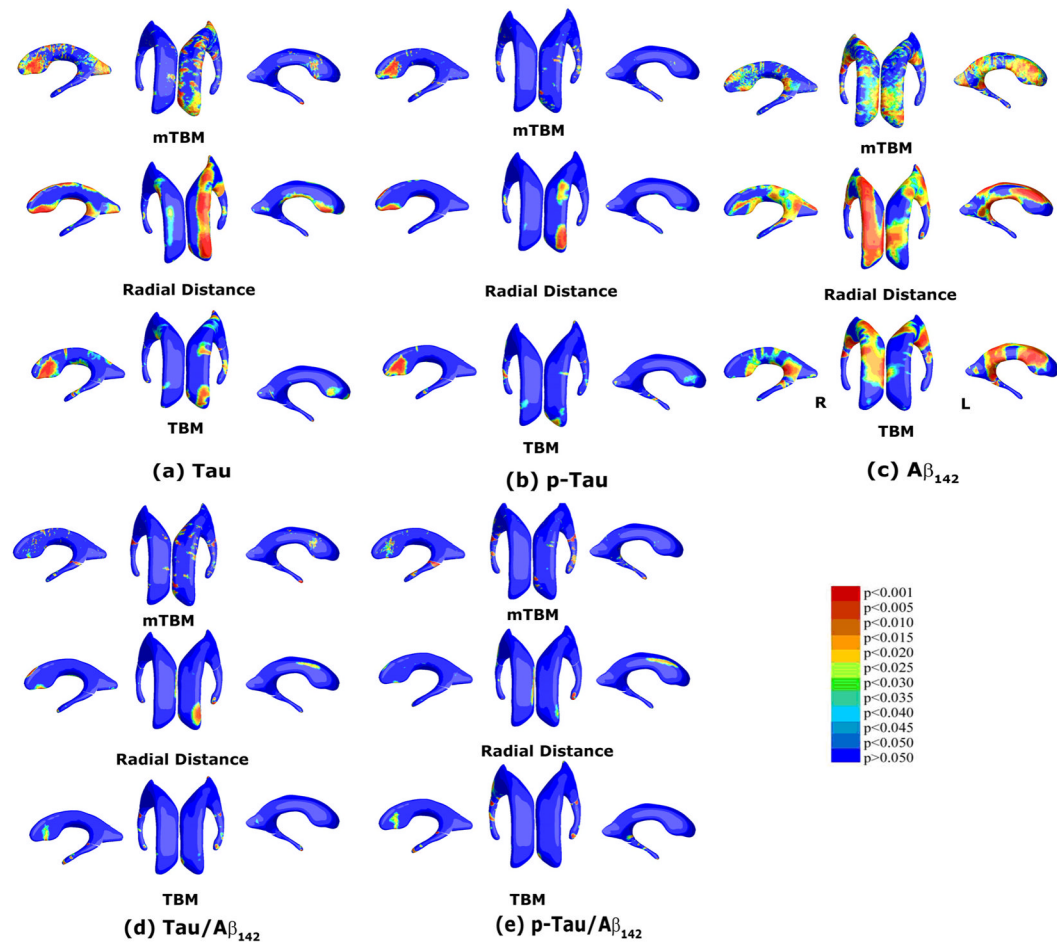 mTBM
mTBM
mTBM
Radial Distance
Radial Distance
Radial Distance
R
L
TBM
TBM
TBM
(a) Tau
(b) p-Tau
(c) Aβ₁₄₂
mTBM
mTBM
Radial Distance
Radial Distance
TBM
TBM
(d) Tau/Aβ₁₄₂
(e) p-Tau/Aβ₁₄₂
p<0.001
p<0.005
p<0.010
p<0.015
p<0.020
p<0.025
p<0.030
p<0.035
p<0.040
p<0.045
p<0.050
p>0.050